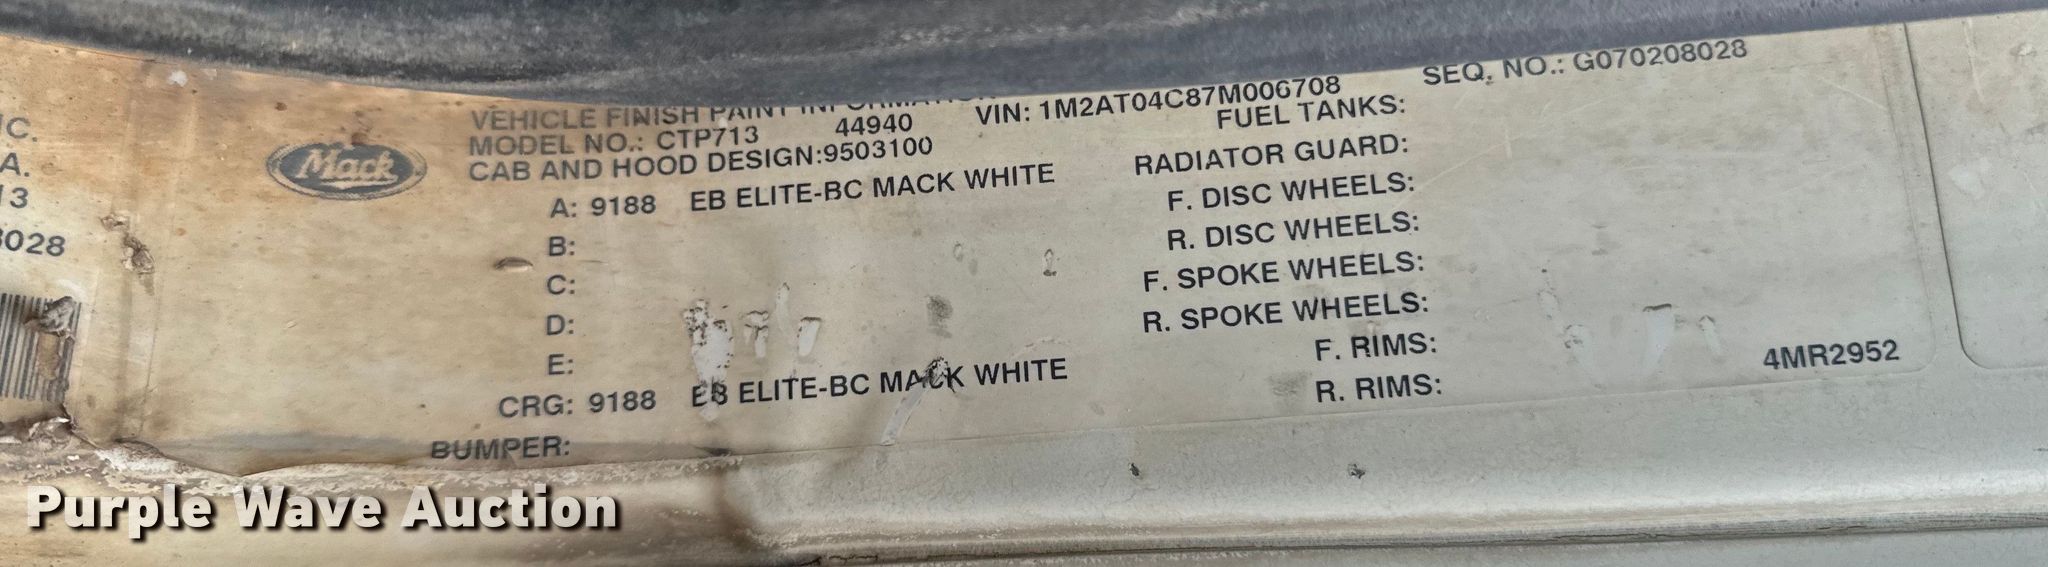 VEHICLE FINISH PAINT INFORMATION
MODEL NO.: CTP713 44940 VIN: 1M2AT04C87M006708 SEQ. NO.: G070208028
CAB AND HOOD DESIGN:9503100 FUEL TANKS:
A: 9188 EB ELITE-BC MACK WHITE RADIATOR GUARD:
B: F. DISC WHEELS:
C: R. DISC WHEELS:
D: F. SPOKE WHEELS:
E: R. SPOKE WHEELS:
CRG: 9188 EB ELITE-BC MACK WHITE F. RIMS: 4MR2952
BUMPER: R. RIMS:
Mack
C.
A.
13
8028
Purple Wave Auction